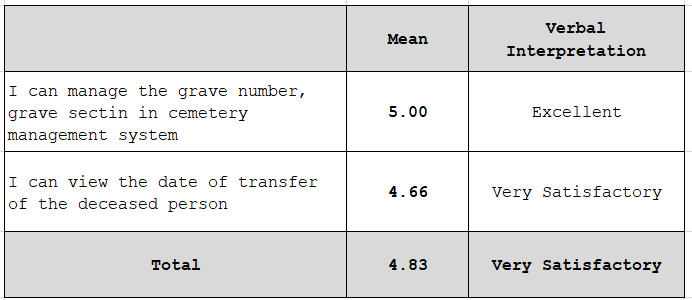 Mean
Verbal
Interpretation
I can manage the grave number,
grave sectin in cemetery
management system
5.00
Excellent
I can view the date of transfer
of the deceased person
4.66
Very Satisfactory
Total
4.83
Very Satisfactory